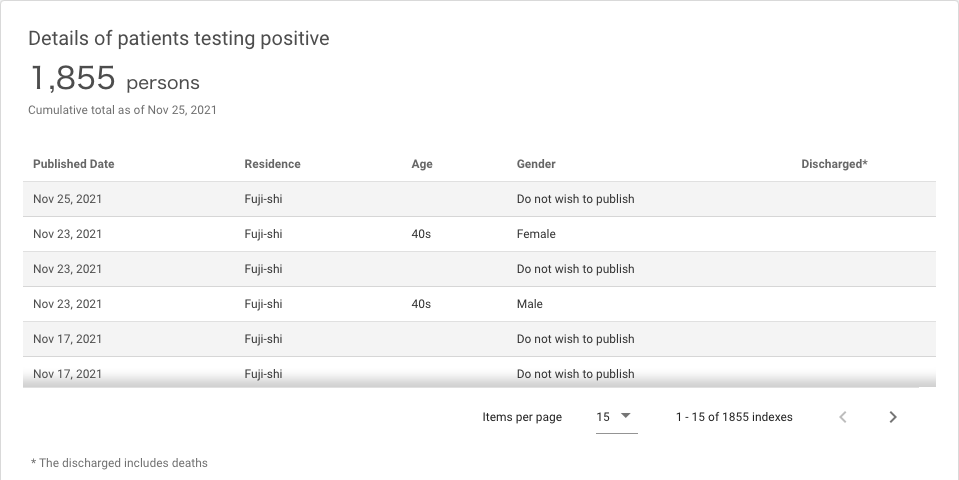 Details of patients testing positive
1,855 persons
Cumulative total as of Nov 25, 2021
Published Date Residence Age Gender Discharged*
Nov 25, 2021 Fuji-shi Do not wish to publish
Nov 23, 2021 Fuji-shi 40s Female
Nov 23, 2021 Fuji-shi Do not wish to publish
Nov 23, 2021 Fuji-shi 40s Male
Nov 17, 2021 Fuji-shi Do not wish to publish
Nov 17, 2021 Fuji-shi Do not wish to publish
Items per page 15 1 - 15 of 1855 indexes
* The discharged includes deaths